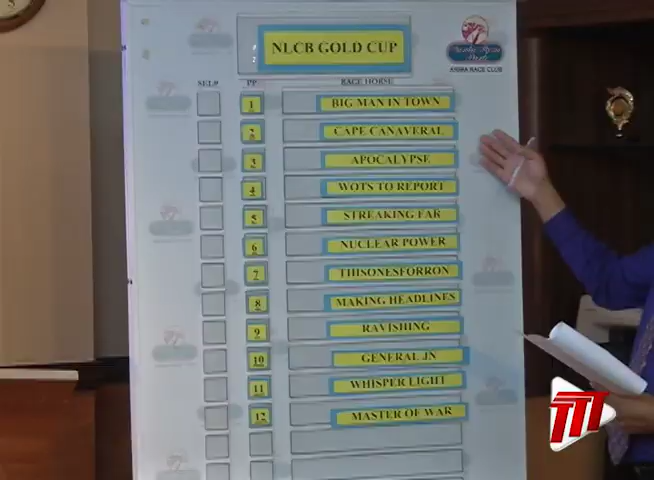 NLCB GOLD CUP
ARIMA RACE CLUB
SEL# PP RACE HORSE
1 BIG MAN IN TOWN
2 CAPE CANAVERAL
3 APOCALYPSE
4 WOTS TO REPORT
5 STREAKING FAR
6 NUCLEAR POWER
7 THISONESFORRON
8 MAKING HEADLINES
9 RAVISHING
10 GENERAL JN
11 WHISPER LIGHT
12 MASTER OF WAR